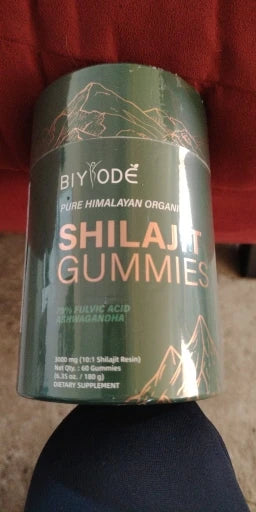 BIYODE
PURE HIMALAYAN ORGANI
SHILAJIT
GUMMIES
FULVIC ACID
ASHWAGANDHA
3000 mg (10:1 Shilajit Resin)
Net Qty. : 60 Gummies
(6.35 oz. / 180 g)
DIETARY SUPPLEMENT